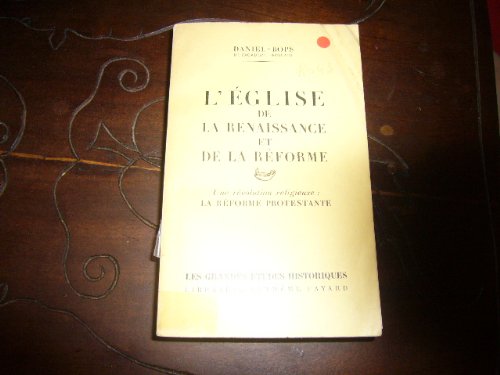 DANIEL-ROPS
L'ÉGLISE
DE
LA RENAISSANCE
ET
DE LA RÉFORME
Une révolution religieuse :
LA RÉFORME PROTESTANTE
LES GRANDES ÉTUDES HISTORIQUES
LIBRAIRIE ARTHÈME FAYARD